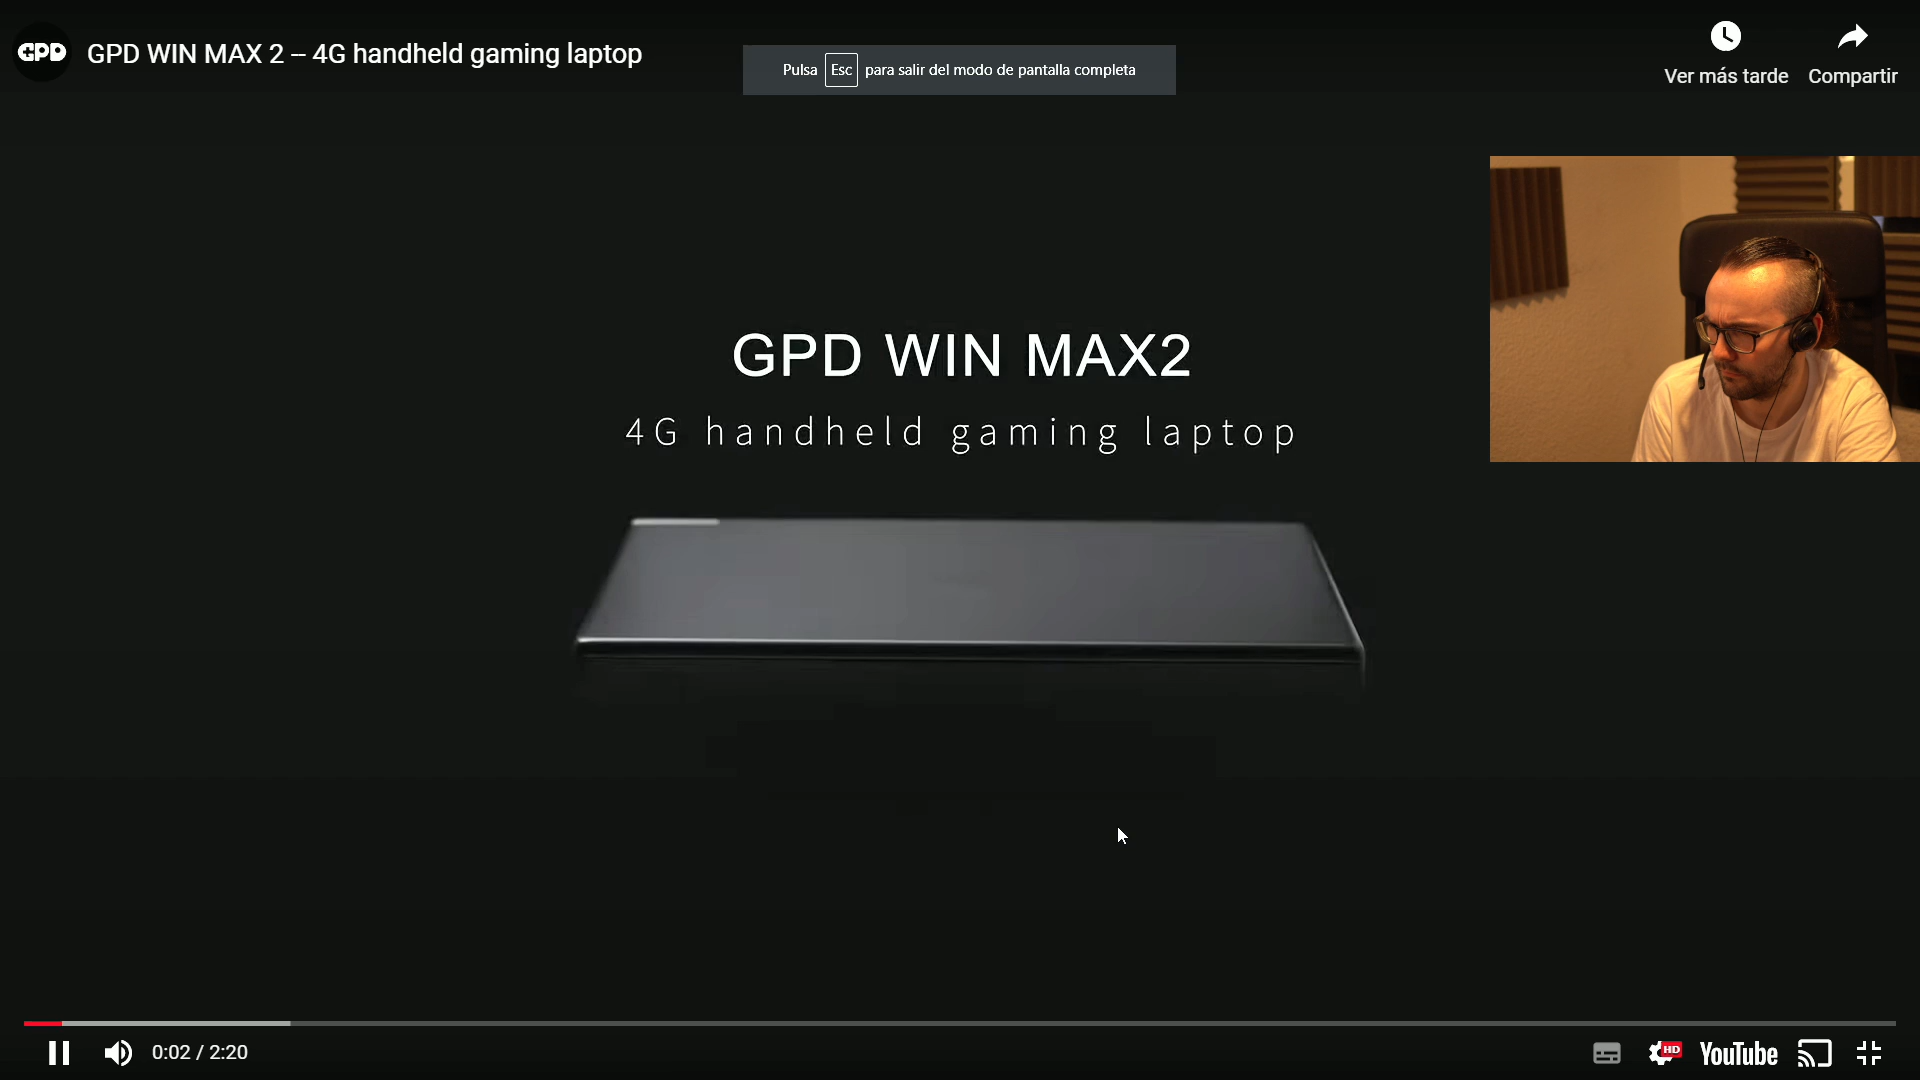 GPD
GPD WIN MAX 2 – 4G handheld gaming laptop
Pulsa Esc para salir del modo de pantalla completa
Ver más tarde
Compartir
GPD WIN MAX2
4G handheld gaming laptop
0:02 / 2:20
HD
YouTube